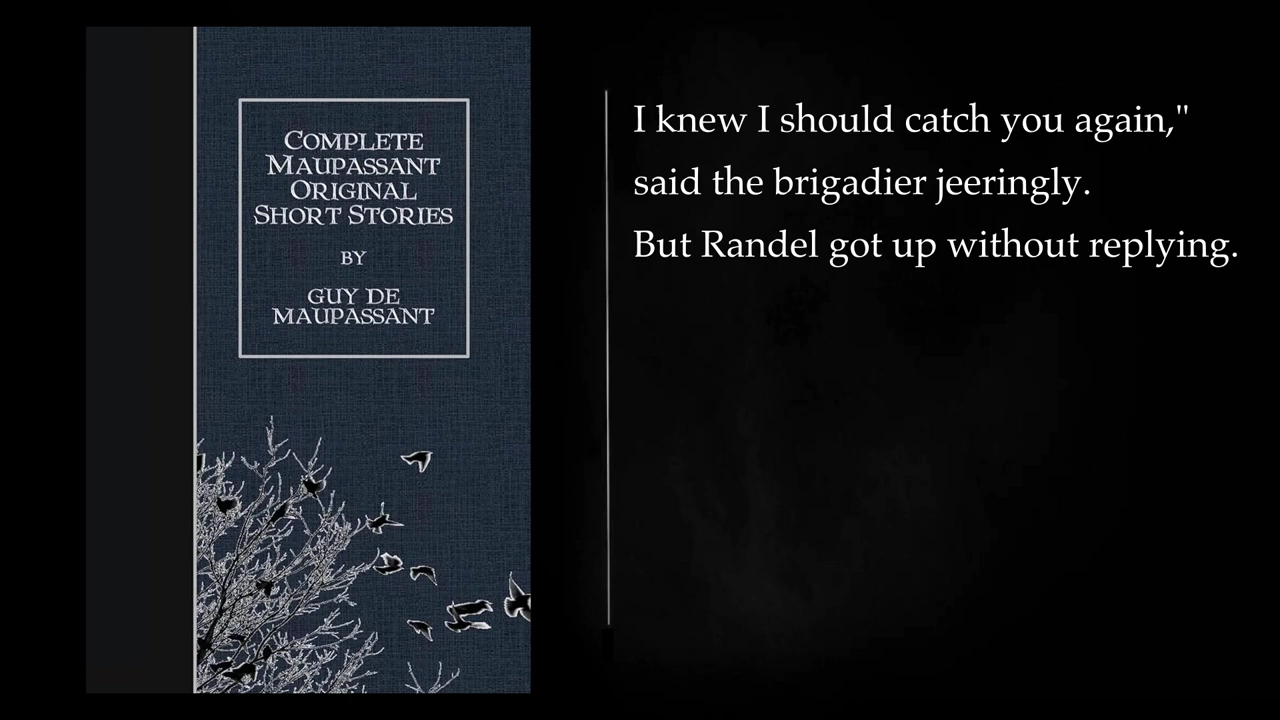 COMPLETE
MAUPASSANT
ORIGINAL
SHORT STORIES
BY
GUY DE
MAUPASSANT
I knew I should catch you again,"
said the brigadier jeeringly.
But Randel got up without replying.